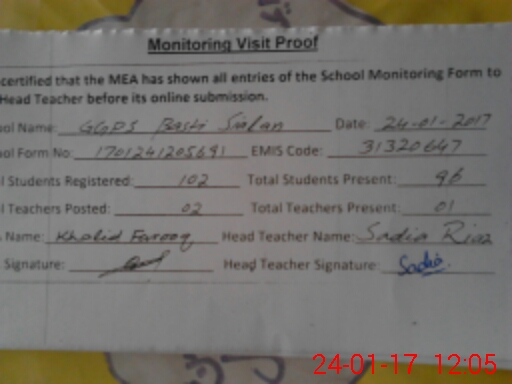 Monitoring Visit Proof
certified that the MEA has shown all entries of the School Monitoring Form to
Head Teacher before its online submission.
ool Name: GGPS Basti Sialan Date: 24-01-2017
ool Form No: 1701241205691 EMIS Code: 31320647
l Students Registered: 102 Total Students Present: 96
l Teachers Posted: 02 Total Teachers Present: 01
Name: Khalid Farooq Head Teacher Name: Sadia Riaz
Signature: Head Teacher Signature: Sadia
24-01-17 12:05